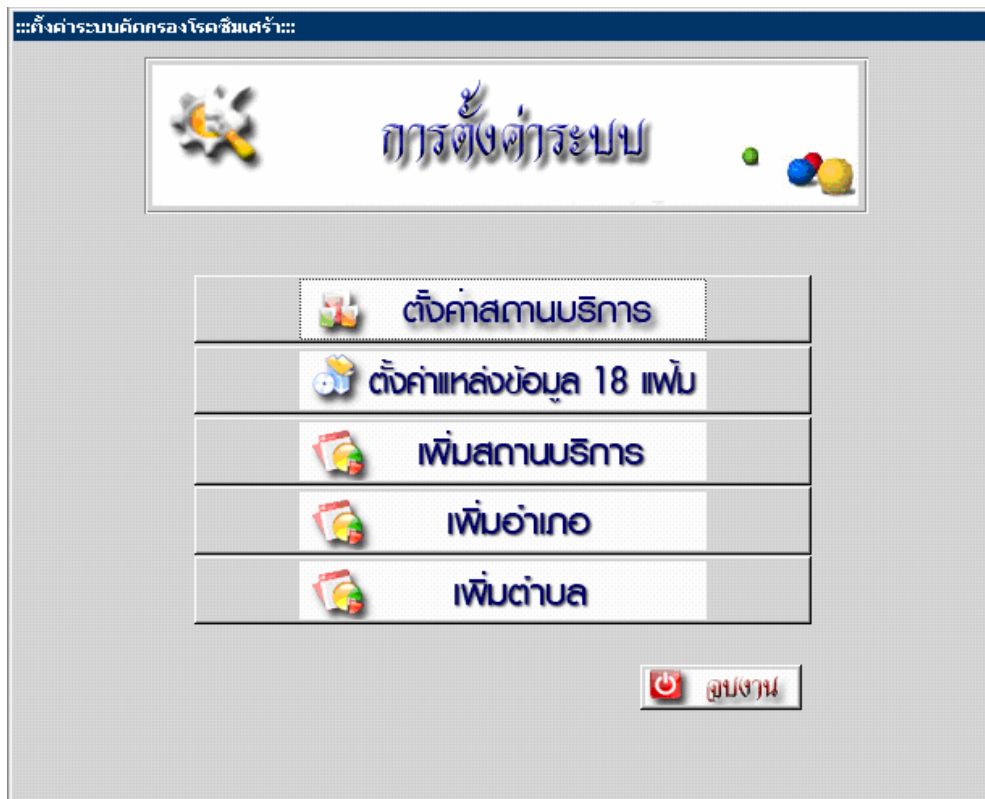 :::ตั้งค่าระบบคัดกรองโรคซึมเศร้า:::
การตั้งค่าระบบ
ตั้งค่าสถานบริการ
ตั้งค่าแหล่งข้อมูล 18 แฟ้ม
เพิ่มสถานบริการ
เพิ่มอำเภอ
เพิ่มตำบล
จบงาน